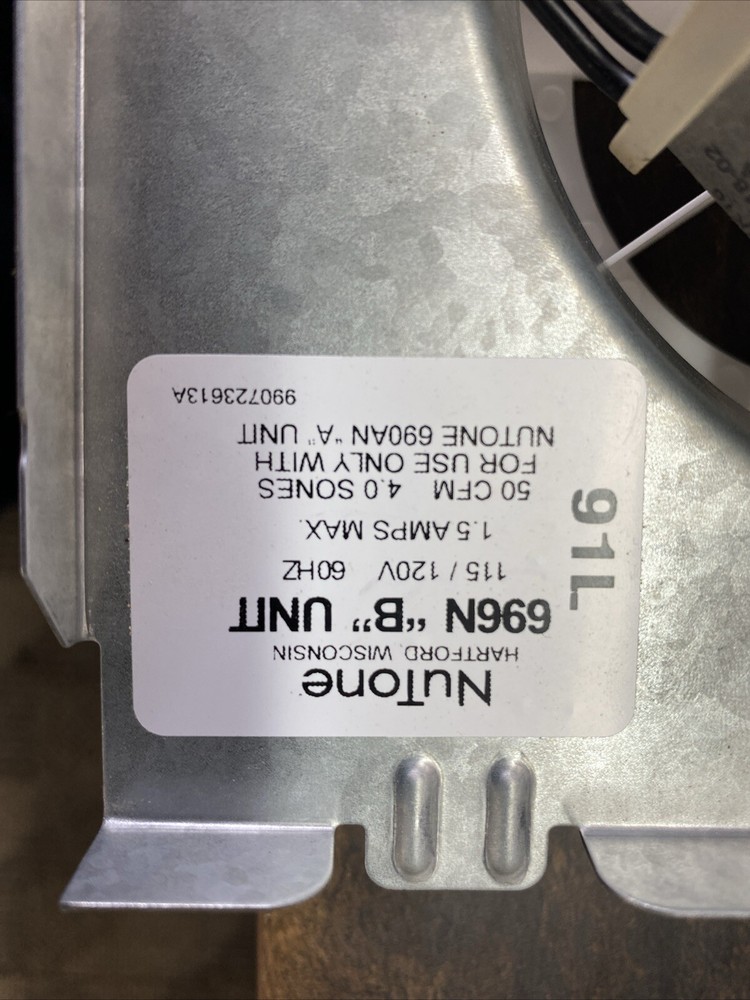 NuTone
HARTFORD WISCONSIN
696N "B" UNIT
115 / 120V 60HZ
1.5 AMPS MAX.
50 CFM 4.0 SONES
FOR USE ONLY WITH
NUTONE 690AN "A" UNIT
990723613A
91L